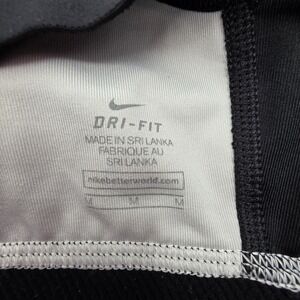 DRI-FIT
MADE IN SRI LANKA
FABRIQUE AU
SRI LANKA
nikebetterworld.com
M M M